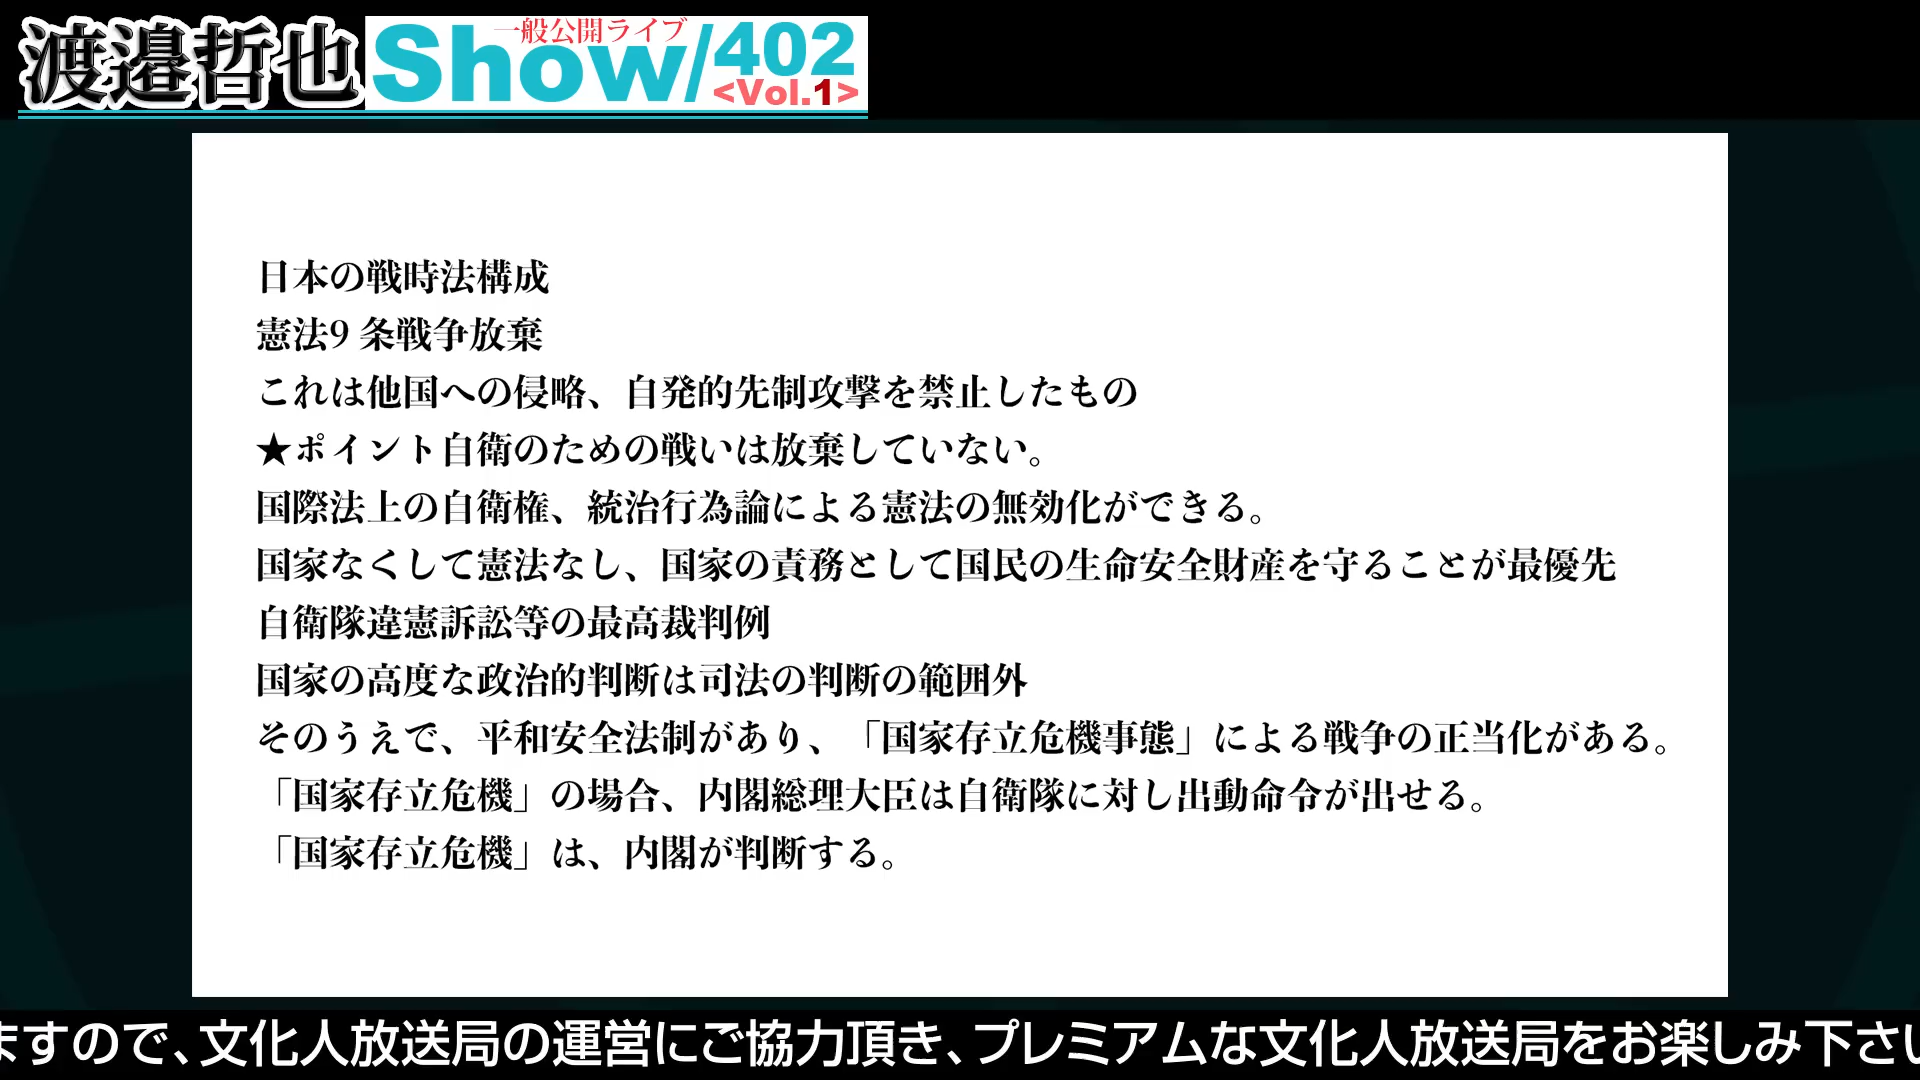 渡邉哲也
一般公開ライブ
Show/402
<Vol.1>
日本の戦時法構成
憲法9 条戦争放棄
これは他国への侵略、自発的先制攻撃を禁止したもの
★ポイント自衛のための戦いは放棄していない。
国際法上の自衛権、統治行為論による憲法の無効化ができる。
国家なくして憲法なし、国家の責務として国民の生命安全財産を守ることが最優先
自衛隊違憲訴訟等の最高裁判例
国家の高度な政治的判断は司法の判断の範囲外
そのうえで、平和安全法制があり、「国家存立危機事態」による戦争の正当化がある。
「国家存立危機」の場合、内閣総理大臣は自衛隊に対し出動命令が出せる。
「国家存立危機」は、内閣が判断する。
ますので、文化人放送局の運営にご協力頂き、プレミアムな文化人放送局をお楽しみ下さい